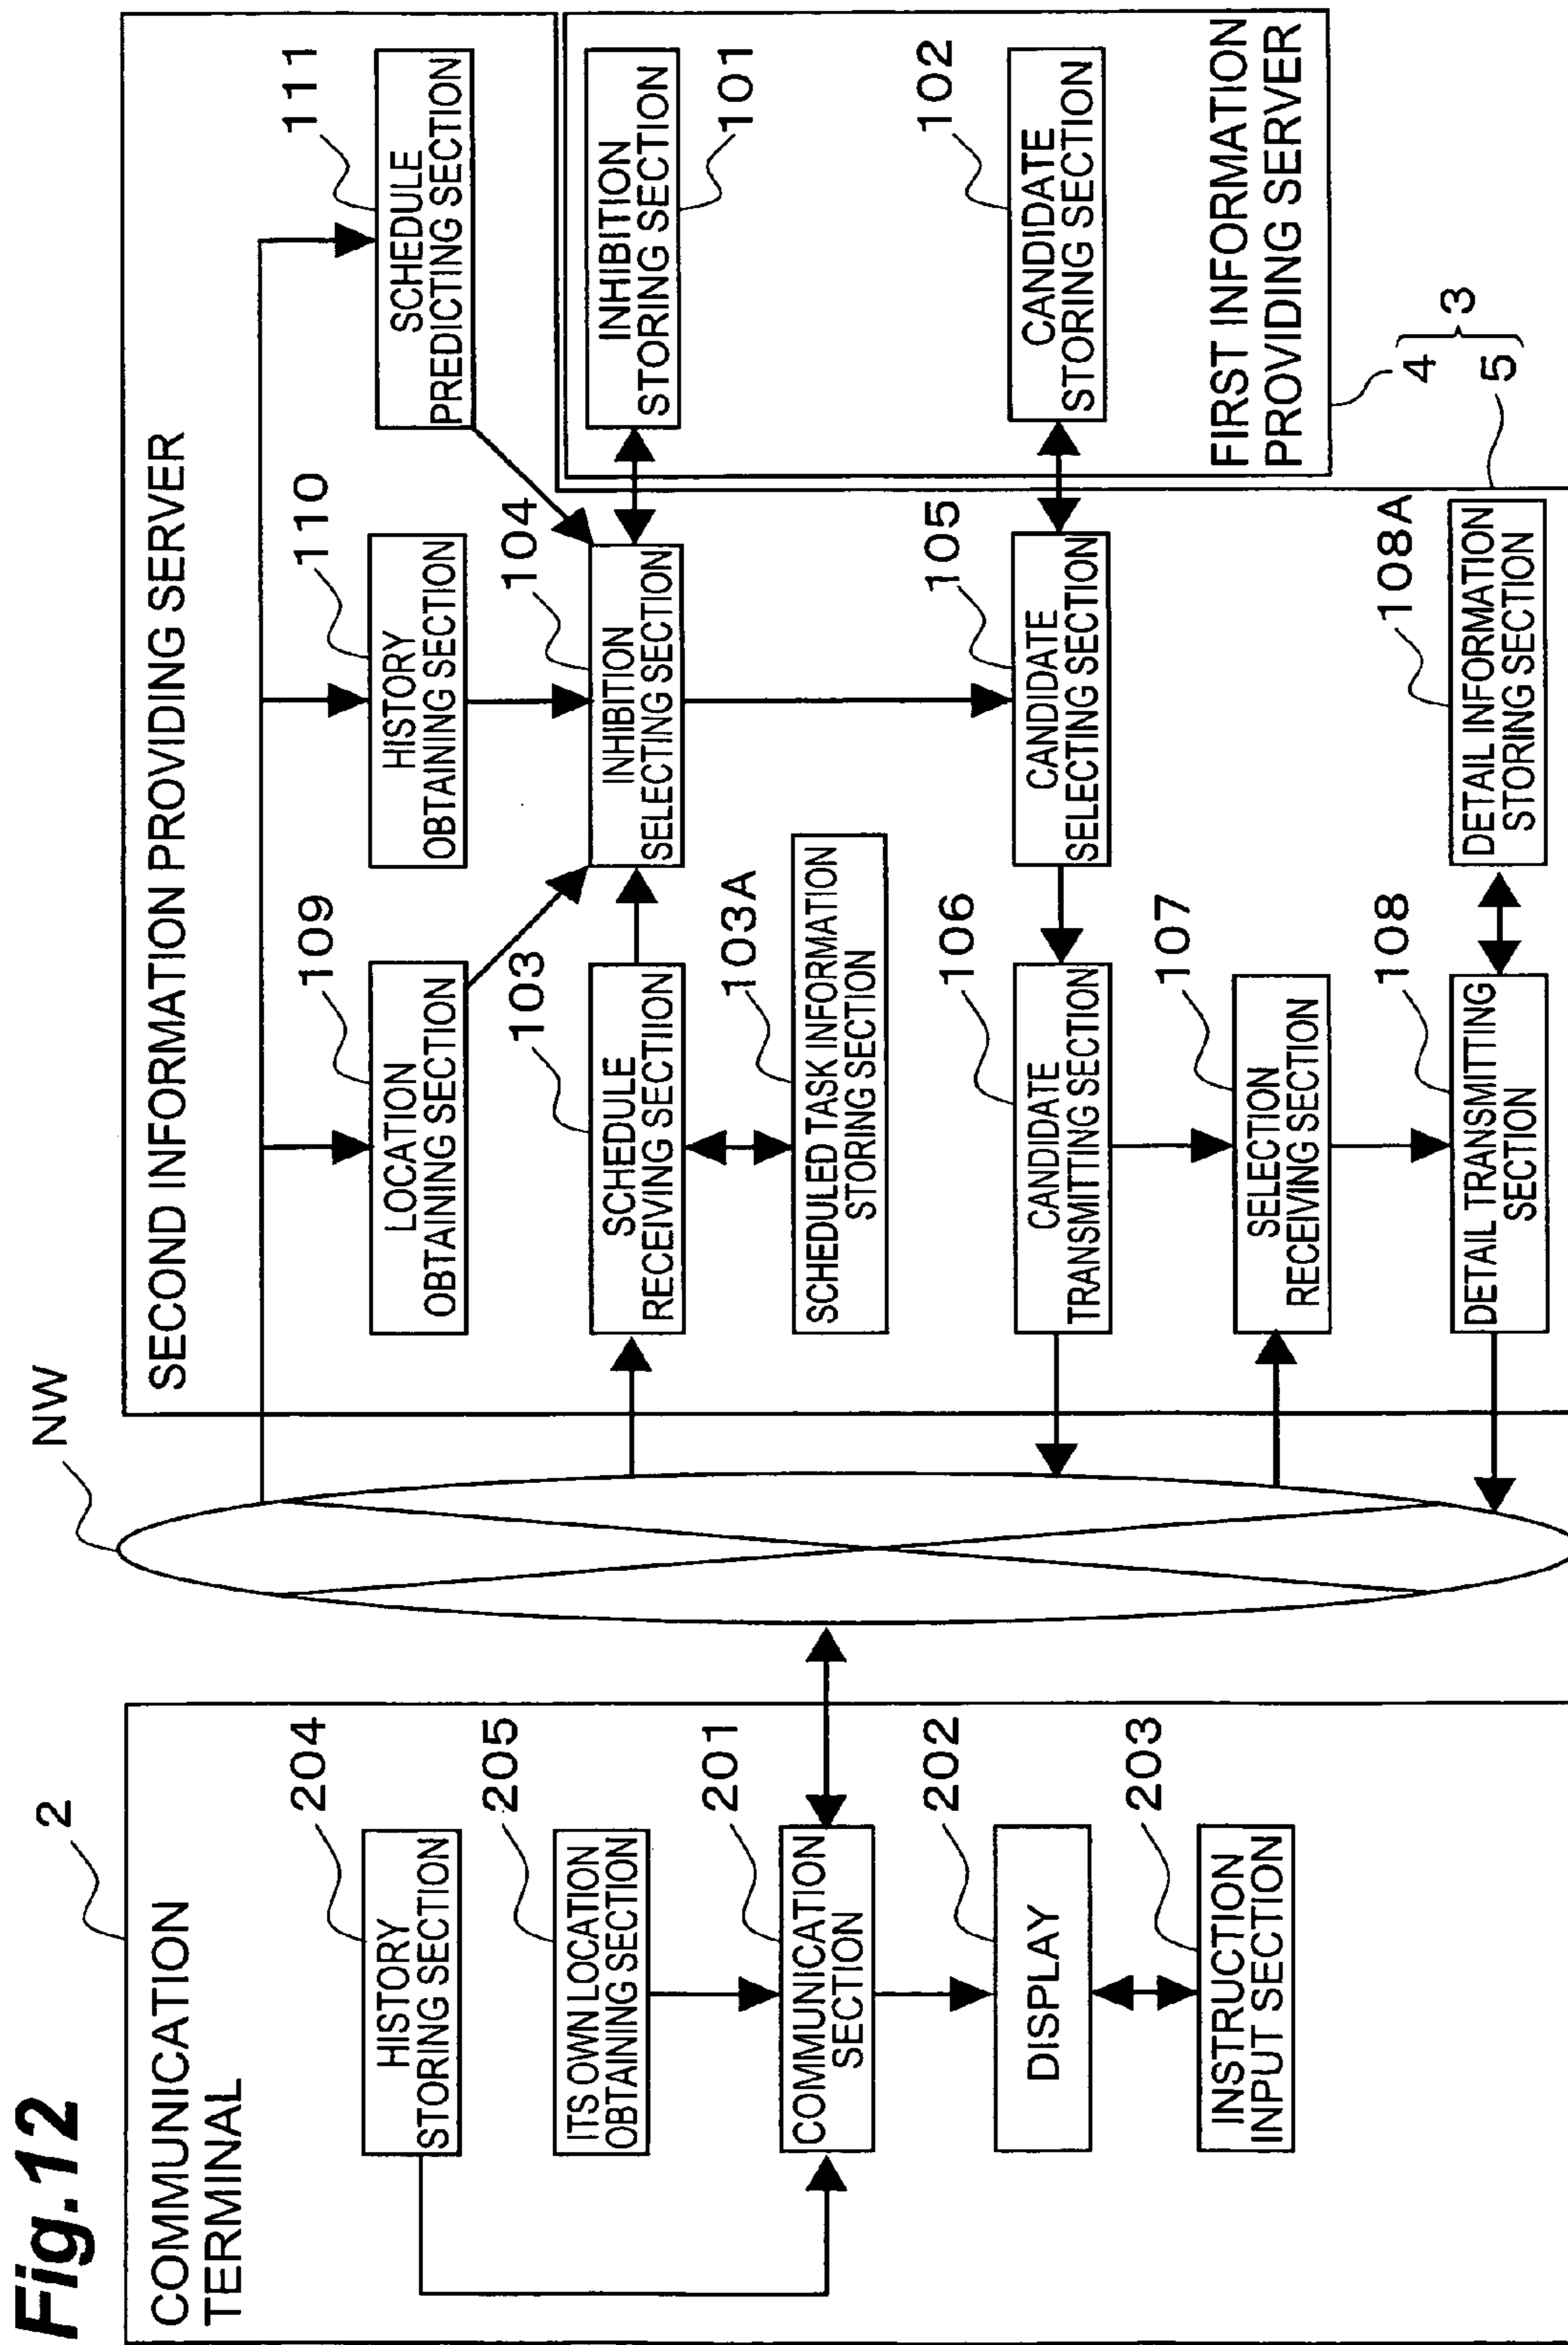 Fig.12
COMMUNICATION
TERMINAL
2
HISTORY
STORING SECTION
204
ITS OWN LOCATION
OBTAINING SECTION
205
COMMUNICATION
SECTION
201
DISPLAY
202
INSTRUCTION
INPUT SECTION
203
NW
SECOND INFORMATION PROVIDING SERVER
LOCATION
OBTAINING SECTION
109
HISTORY
OBTAINING SECTION
110
SCHEDULE
PREDICTING SECTION
111
SCHEDULE
RECEIVING SECTIION
103
INHIBITION
SELECTING SECTION
104
INHIBITION
STORING SECTION
101
SCHEDULED TASK INFORMATION
STORING SECTION
103A
CANDIDATE
TRANSMITTING SECTION
106
CANDIDATE
SELECTING SECTION
105
CANDIDATE
STORING SECTION
102
SELECTION
RECEIVING SECTION
107
FIRST INFORMATION
PROVIDING SERVER
DETAIL TRANSMITTING
SECTION
108
DETAIL INFORMATION
STORING SECTION
108A
4
5
3